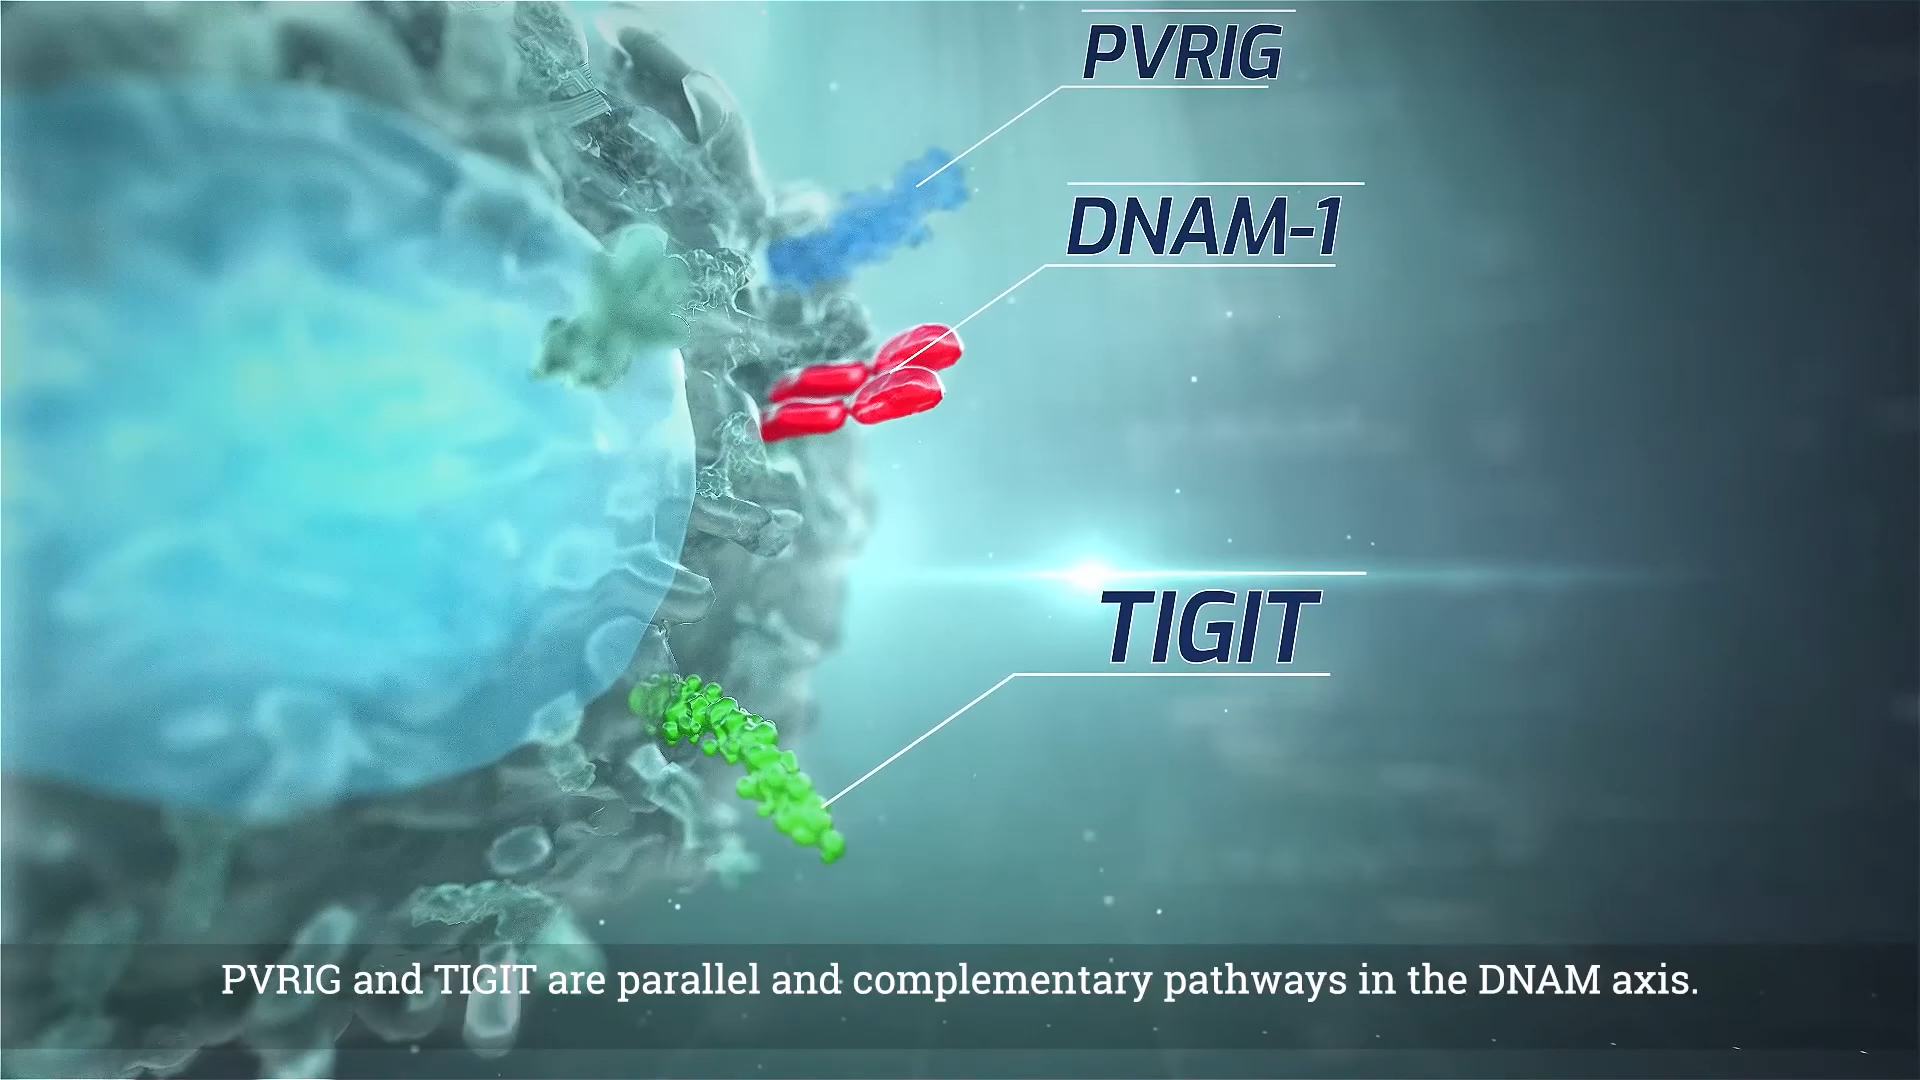 PVRIG
DNAM-1
TIGIT
PVRIG and TIGIT are parallel and complementary pathways in the DNAM axis.